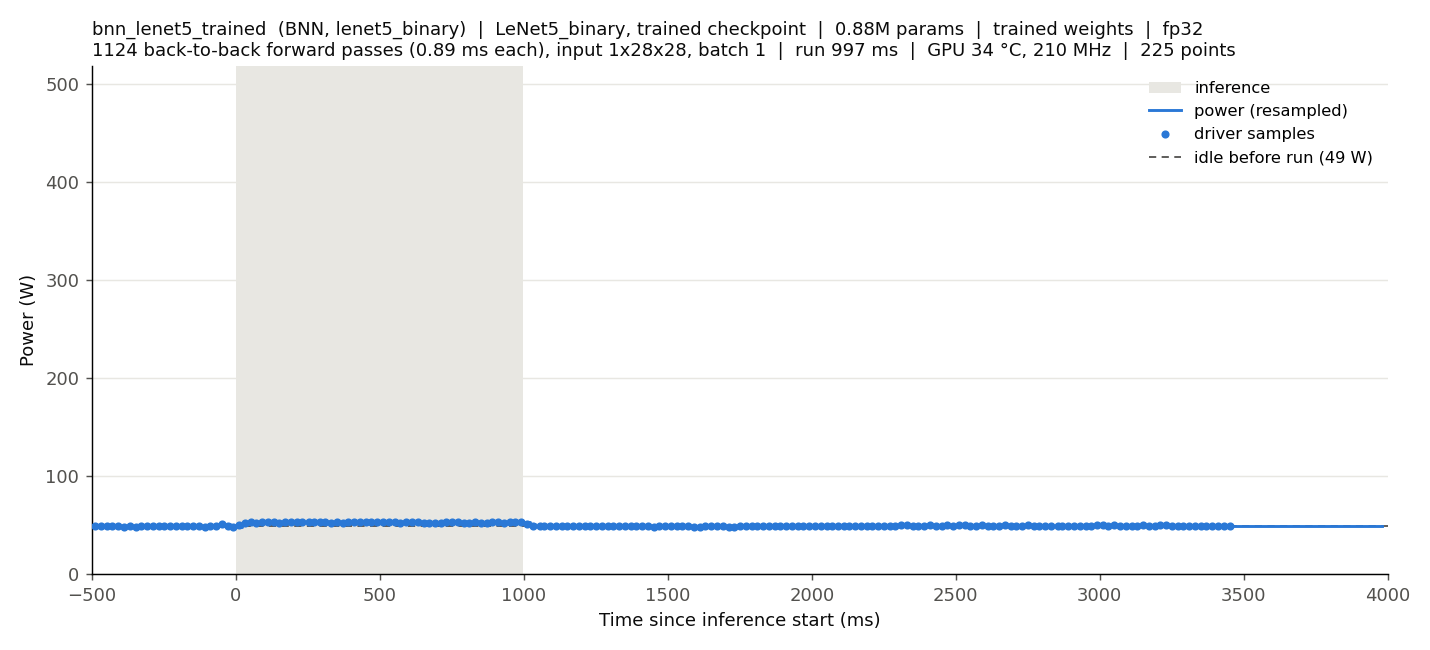 bnn_lenet5_trained  (BNN, lenet5_binary)  |  LeNet5_binary, trained checkpoint  |  0.88M params  |  trained weights  |  fp32
1124 back-to-back forward passes (0.89 ms each), input 1x28x28, batch 1  |  run 997 ms  |  GPU 34 °C, 210 MHz  |  225 points
inference
power (resampled)
driver samples
idle before run (49 W)
Power (W)
500
400
300
200
100
0
−500 0 500 1000 1500 2000 2500 3000 3500 4000
Time since inference start (ms)